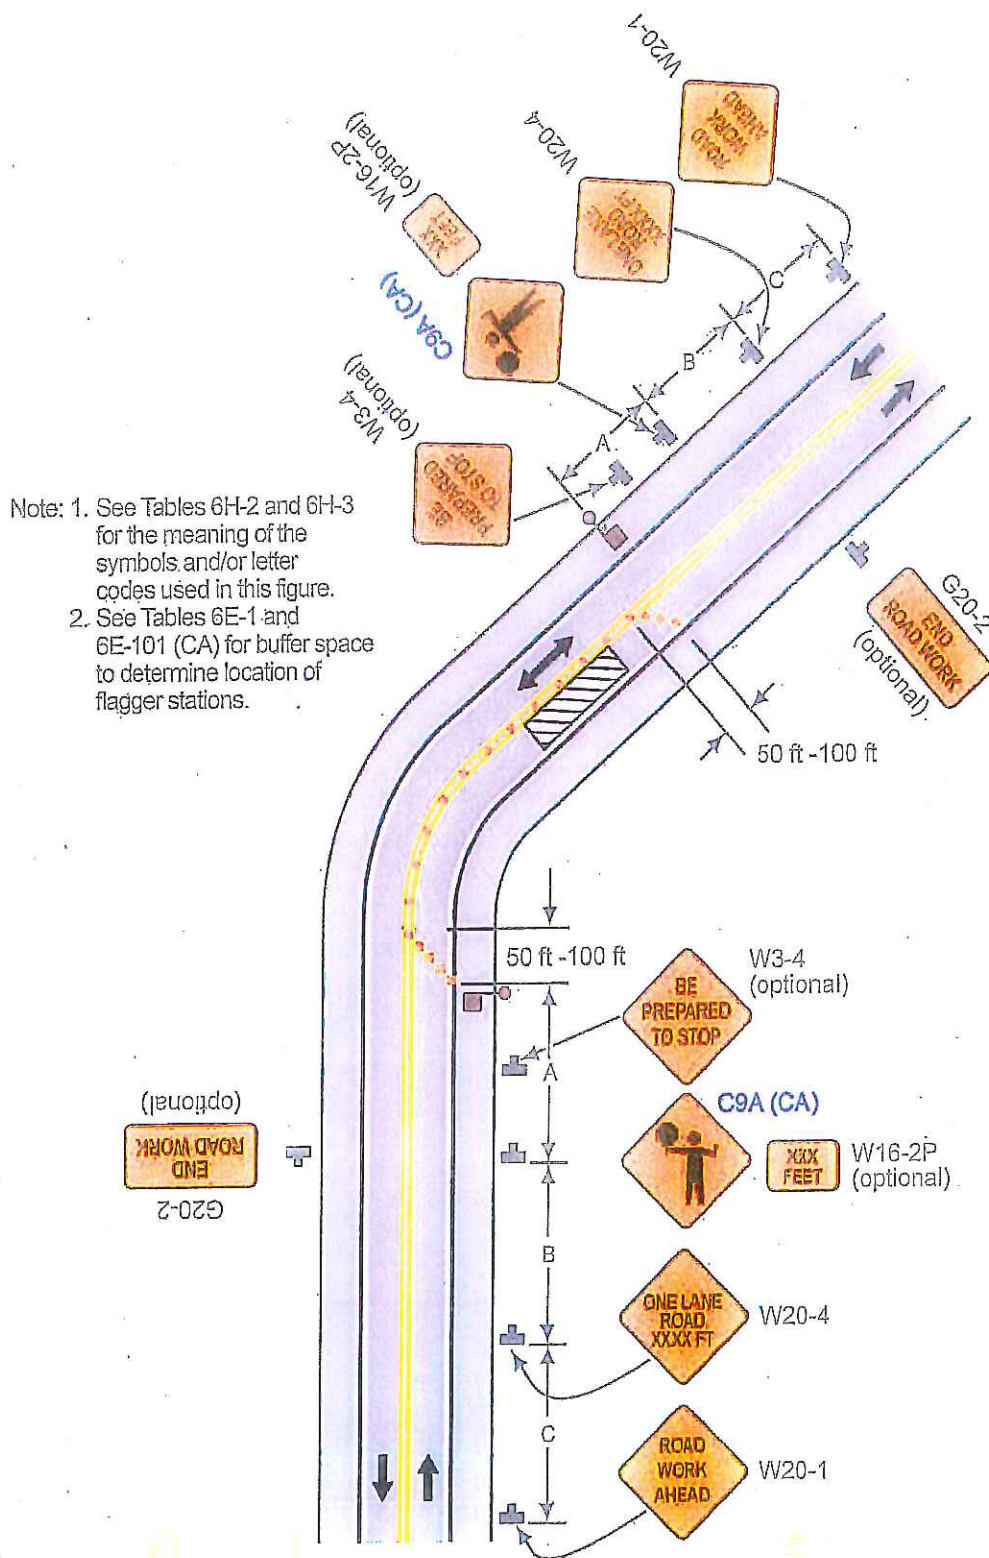 W20-1
ROAD
WORK
AHEAD
W20-4
ONE LANE
ROAD
XXXX FT
W16-2P
(optional)
XXX
FEET
C9A (CA)
W3-4
(optional)
BE
PREPARED
TO STOP
C
B
A
Note: 1. See Tables 6H-2 and 6H-3
for the meaning of the
symbols and/or letter
codes used in this figure.
2. See Tables 6E-1 and
6E-101 (CA) for buffer space
to determine location of
flagger stations.
G20-2
END
ROAD WORK
(optional)
50 ft -100 ft
50 ft -100 ft
W3-4
(optional)
BE
PREPARED
TO STOP
A
C9A (CA)
XXX
FEET
W16-2P
(optional)
G20-2
END
ROAD WORK
(optional)
B
ONE LANE
ROAD
XXXX FT
W20-4
C
ROAD
WORK
AHEAD
W20-1